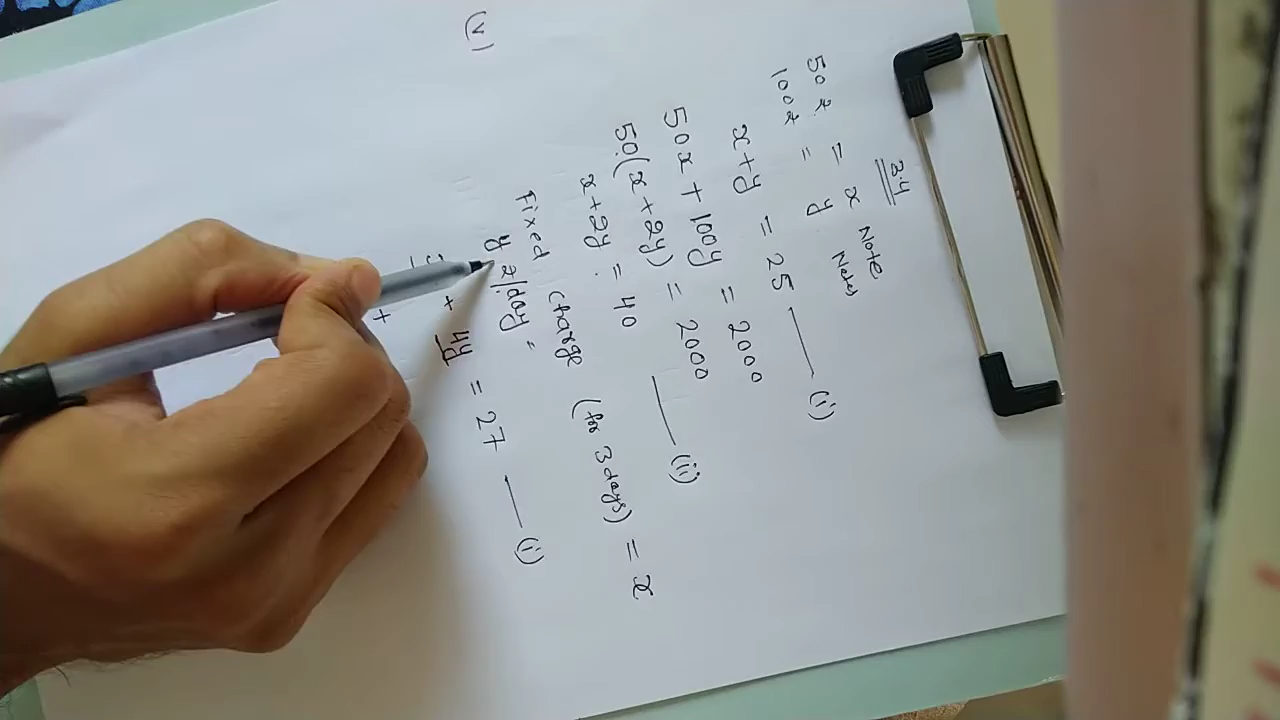 3.4
50₹ = x Note
100₹ = y Notes
x + y = 25 —— (i)
50x + 100y = 2000
50(x + 2y) = 2000
x + 2y = 40 —— (ii)
(v) Fixed charge (for 3 days) = x
y ₹/day =
+ 4y = 27 —— (i)
+